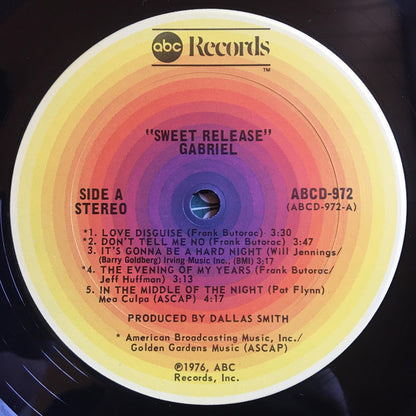 abc Records
TM
"SWEET RELEASE"
GABRIEL
SIDE A
STEREO
ABCD-972
(ABCD-972-A)
*1. LOVE DISGUISE (Frank Butorac) 3:30
*2. DON'T TELL ME NO (Frank Butorac) 3:47
3. IT'S GONNA BE A HARD NIGHT (Will Jennings/
Barry Goldberg) Irving Music Inc., (BMI) 3:17
*4. THE EVENING OF MY YEARS (Frank Butorac/
Jeff Huffman) 3:13
5. IN THE MIDDLE OF THE NIGHT (Pat Flynn)
Mea Culpa (ASCAP) 4:17
PRODUCED BY DALLAS SMITH
* American Broadcasting Music, Inc./
Golden Gardens Music (ASCAP)
℗1976, ABC
Records, Inc.